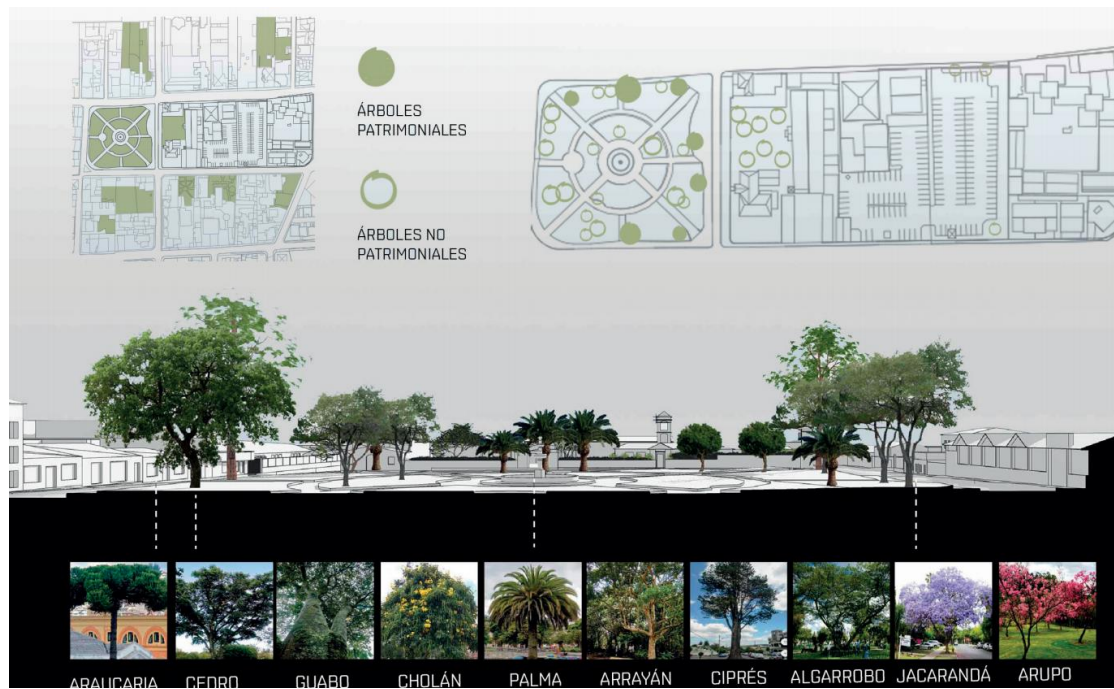 ÁRBOLES
PATRIMONIALES
ÁRBOLES NO
PATRIMONIALES
ARAUCARIA
CEDRO
GUABO
CHOLÁN
PALMA
ARRAYÁN
CIPRÉS
ALGARROBO
JACARANDÁ
ARUPO